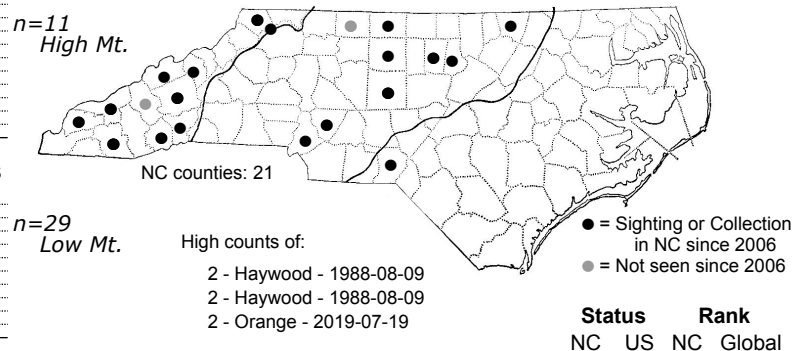 n=11
High Mt.
NC counties: 21
n=29
Low Mt.
High counts of:
2 - Haywood - 1988-08-09
2 - Haywood - 1988-08-09
2 - Orange - 2019-07-19
= Sighting or Collection
in NC since 2006
= Not seen since 2006
Status Rank
NC US NC Global